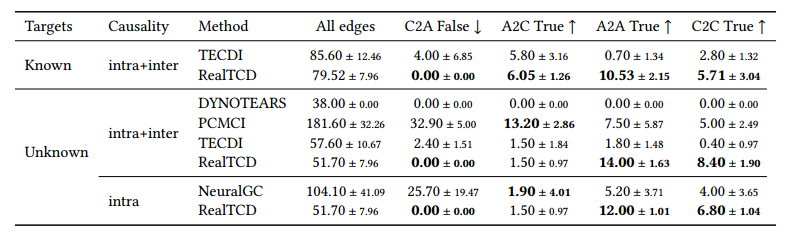 Targets Causality Method All edges C2A False ↓ A2C True ↑ A2A True ↑ C2C True ↑
Known intra+inter TECDI 85.60 ± 12.46 4.00 ± 6.85 5.80 ± 3.16 0.70 ± 1.34 2.80 ± 1.32
RealTCD 79.52 ± 7.96 0.00 ± 0.00 6.05 ± 1.26 10.53 ± 2.15 5.71 ± 3.04
Unknown intra+inter DYNOTEARS 38.00 ± 0.00 0.00 ± 0.00 0.00 ± 0.00 0.00 ± 0.00 0.00 ± 0.00
PCMCI 181.60 ± 32.26 32.90 ± 5.00 13.20 ± 2.86 7.50 ± 5.87 5.00 ± 2.49
TECDI 57.60 ± 10.67 2.40 ± 1.51 1.50 ± 1.84 1.80 ± 1.48 0.40 ± 0.97
RealTCD 51.70 ± 7.96 0.00 ± 0.00 1.50 ± 0.97 14.00 ± 1.63 8.40 ± 1.90
intra NeuralGC 104.10 ± 41.09 25.70 ± 19.47 1.90 ± 4.01 5.20 ± 3.71 4.00 ± 3.65
RealTCD 51.70 ± 7.96 0.00 ± 0.00 1.50 ± 0.97 12.00 ± 1.01 6.80 ± 1.04